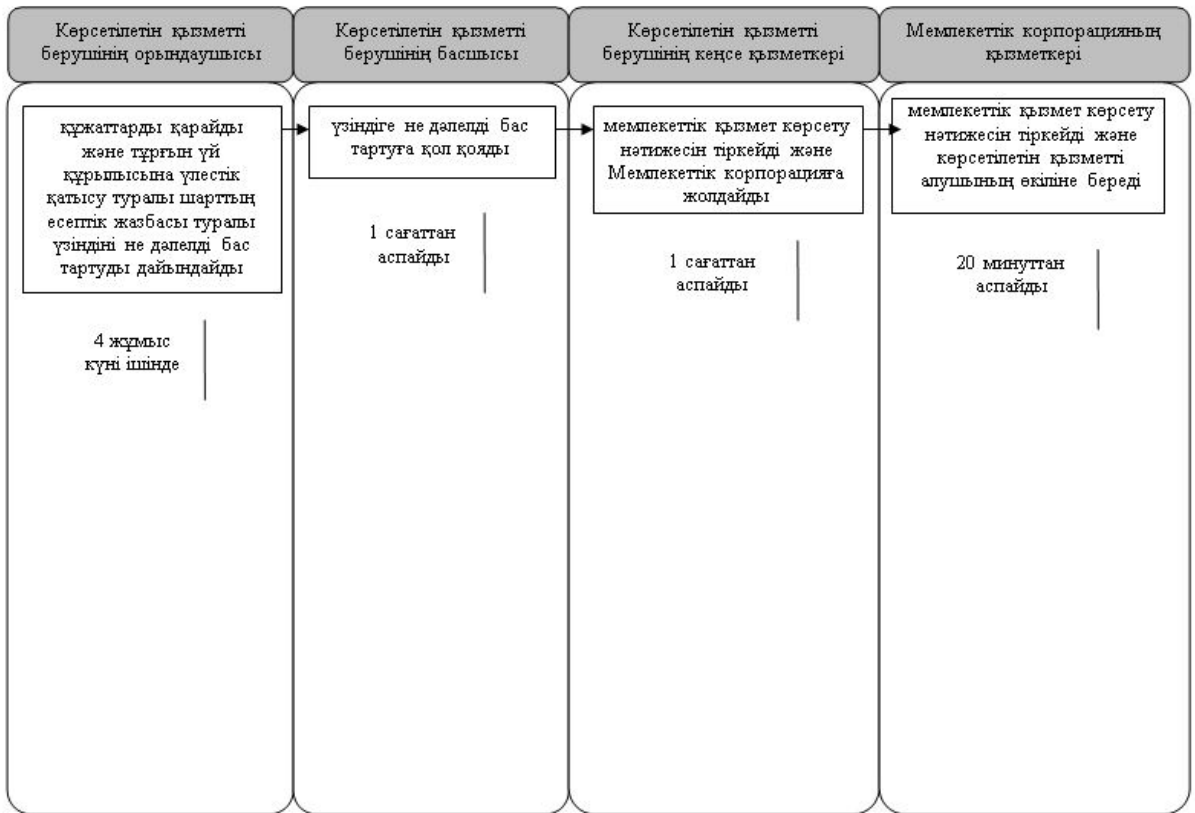 Көрсетілетін қызметті
берушінің орындаушысы
Көрсетілетін қызметті
берушінің басшысы
Көрсетілетін қызметті
берушінің кеңсе қызметкері
Мемлекеттік корпорацияның
қызметкері
құжаттарды қарайды
және тұрғын үй
құрылысына үлестік
қатысу туралы шарттың
есептік жазбасы туралы
үзіндіні не дәлелді бас
тартуды дайындайды
4 жұмыс
күні ішінде
үзіндіге не дәлелді бас
тартуға қол қояды
1 сағаттан
аспайды
мемлекеттік қызмет көрсету
нәтижесін тіркейді және
Мемлекеттік корпорацияға
жолдайды
1 сағаттан
аспайды
мемлекеттік қызмет көрсету
нәтижесін тіркейді және
көрсетілетін қызметті
алушының өкіліне береді
20 минуттан
аспайды